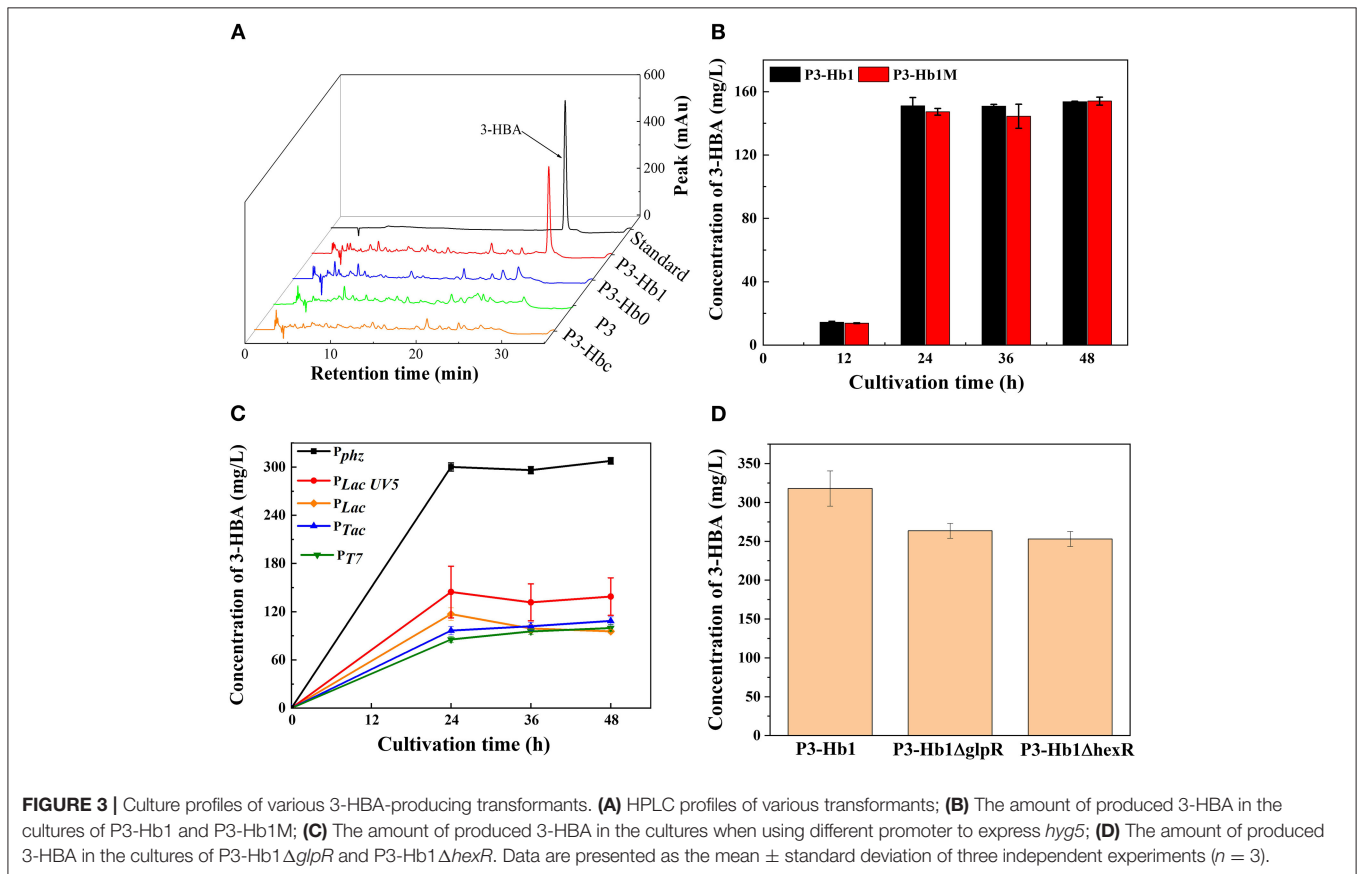 A
600
400
200
0
Peak (mAu)
3-HBA
Standard
P3-Hb1
P3-Hb0
P3
P3-Hbc
0 10 20 30
Retention time (min)
B
P3-Hb1 P3-Hb1M
160
120
80
40
0
Concentration of 3-HBA (mg/L)
0 12 24 36 48
Cultivation time (h)
C
Pphz
PLac UV5
PLac
PTac
PT7
300
240
180
120
60
0
Concentration of 3-HBA (mg/L)
0 12 24 36 48
Cultivation time (h)
D
350
300
250
200
150
100
50
0
Concentration of 3-HBA (mg/L)
P3-Hb1 P3-Hb1ΔglpR P3-Hb1ΔhexR
FIGURE 3 | Culture profiles of various 3-HBA-producing transformants. (A) HPLC profiles of various transformants; (B) The amount of produced 3-HBA in the
cultures of P3-Hb1 and P3-Hb1M; (C) The amount of produced 3-HBA in the cultures when using different promoter to express hyg5; (D) The amount of produced
3-HBA in the cultures of P3-Hb1ΔglpR and P3-Hb1ΔhexR. Data are presented as the mean ± standard deviation of three independent experiments (n = 3).